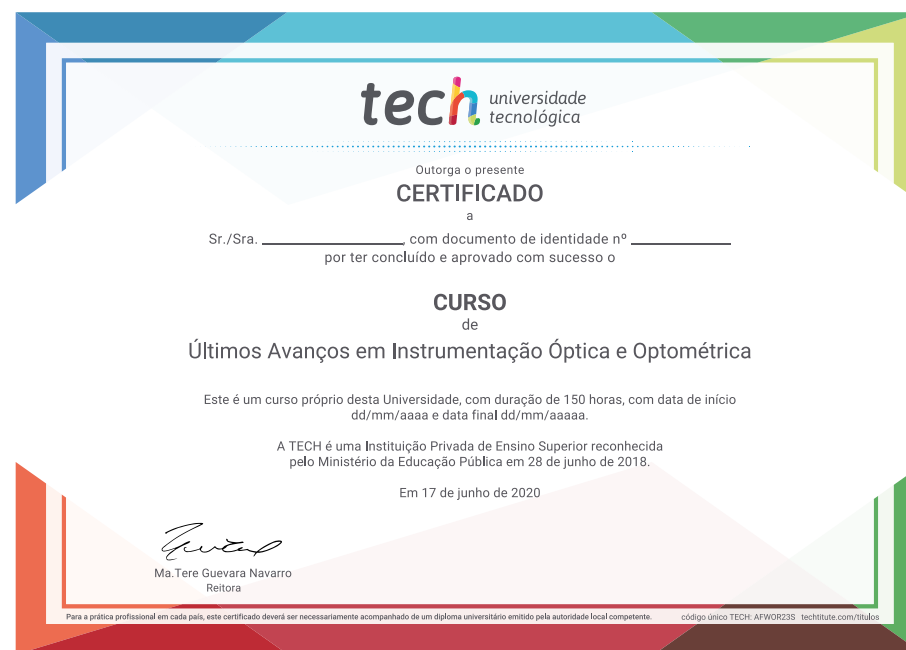 tech universidade
tecnológica
Outorga o presente
CERTIFICADO
a
Sr./Sra. ________________, com documento de identidade nº ____________
por ter concluído e aprovado com sucesso o
CURSO
de
Últimos Avanços em Instrumentação Óptica e Optométrica
Este é um curso próprio desta Universidade, com duração de 150 horas, com data de início
dd/mm/aaaa e data final dd/mm/aaaaa.
A TECH é uma Instituição Privada de Ensino Superior reconhecida
pelo Ministério da Educação Pública em 28 de junho de 2018.
Em 17 de junho de 2020
Ma.Tere Guevara Navarro
Reitora
Para a prática profissional em cada país, este certificado deverá ser necessariamente acompanhado de um diploma universitário emitido pela autoridade local competente. código único TECH: AFWOR23S techtitute.com/titulos